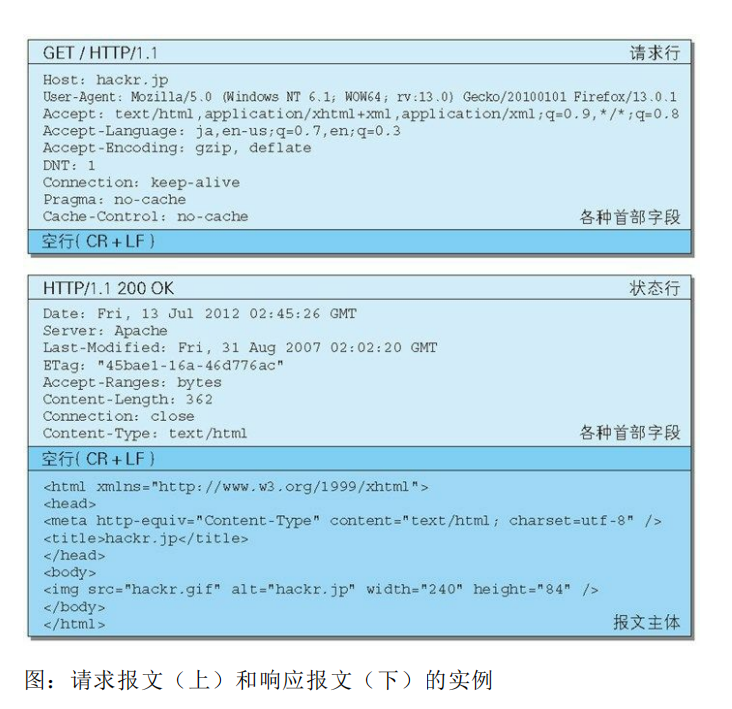 GET / HTTP/1.1 请求行
Host: hackr.jp
User-Agent: Mozilla/5.0 (Windows NT 6.1; WOW64; rv:13.0) Gecko/20100101 Firefox/13.0.1
Accept: text/html,application/xhtml+xml,application/xml;q=0.9,*/*;q=0.8
Accept-Language: ja,en-us;q=0.7,en;q=0.3
Accept-Encoding: gzip, deflate
DNT: 1
Connection: keep-alive
Pragma: no-cache
Cache-Control: no-cache 各种首部字段
空行( CR + LF )
HTTP/1.1 200 OK 状态行
Date: Fri, 13 Jul 2012 02:45:26 GMT
Server: Apache
Last-Modified: Fri, 31 Aug 2007 02:02:20 GMT
ETag: "45bae1-16a-46d776ac"
Accept-Ranges: bytes
Content-Length: 362
Connection: close
Content-Type: text/html 各种首部字段
空行( CR + LF )
<html xmlns="http://www.w3.org/1999/xhtml">
<head>
<meta http-equiv="Content-Type" content="text/html; charset=utf-8" />
<title>hackr.jp</title>
</head>
<body>
<img src="hackr.gif" alt="hackr.jp" width="240" height="84" />
</body>
</html> 报文主体
图：请求报文（上）和响应报文（下）的实例